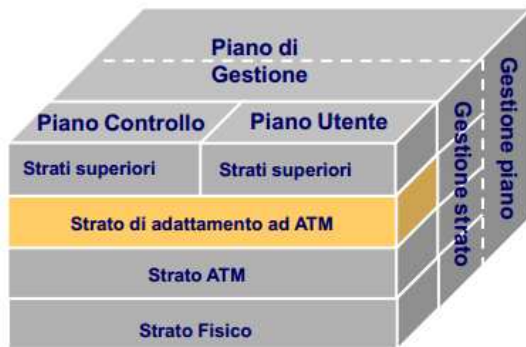 Piano di
Gestione
Piano Controllo
Piano Utente
Strati superiori
Strati superiori
Strato di adattamento ad ATM
Strato ATM
Strato Fisico
Gestione strato
Gestione piano